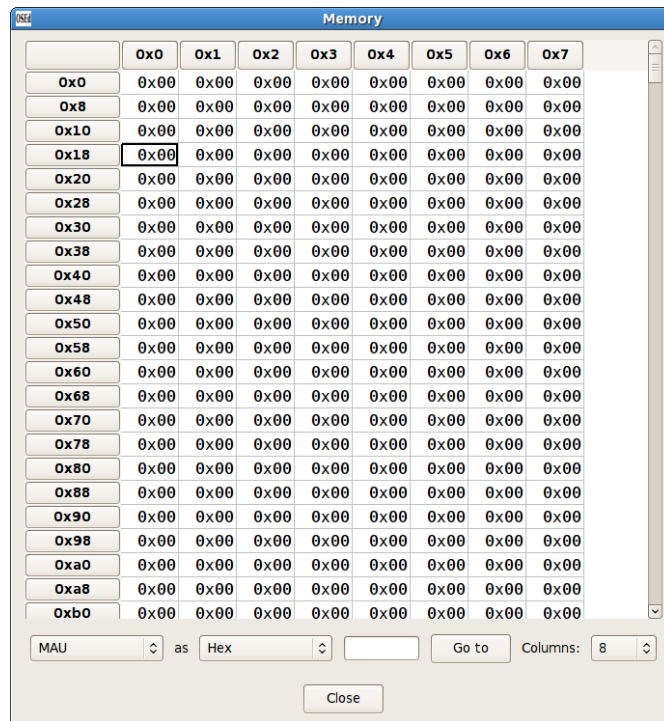 OSEd Memory
0x0 0x1 0x2 0x3 0x4 0x5 0x6 0x7
0x0 0x00 0x00 0x00 0x00 0x00 0x00 0x00 0x00
0x8 0x00 0x00 0x00 0x00 0x00 0x00 0x00 0x00
0x10 0x00 0x00 0x00 0x00 0x00 0x00 0x00 0x00
0x18 0x00 0x00 0x00 0x00 0x00 0x00 0x00 0x00
0x20 0x00 0x00 0x00 0x00 0x00 0x00 0x00 0x00
0x28 0x00 0x00 0x00 0x00 0x00 0x00 0x00 0x00
0x30 0x00 0x00 0x00 0x00 0x00 0x00 0x00 0x00
0x38 0x00 0x00 0x00 0x00 0x00 0x00 0x00 0x00
0x40 0x00 0x00 0x00 0x00 0x00 0x00 0x00 0x00
0x48 0x00 0x00 0x00 0x00 0x00 0x00 0x00 0x00
0x50 0x00 0x00 0x00 0x00 0x00 0x00 0x00 0x00
0x58 0x00 0x00 0x00 0x00 0x00 0x00 0x00 0x00
0x60 0x00 0x00 0x00 0x00 0x00 0x00 0x00 0x00
0x68 0x00 0x00 0x00 0x00 0x00 0x00 0x00 0x00
0x70 0x00 0x00 0x00 0x00 0x00 0x00 0x00 0x00
0x78 0x00 0x00 0x00 0x00 0x00 0x00 0x00 0x00
0x80 0x00 0x00 0x00 0x00 0x00 0x00 0x00 0x00
0x88 0x00 0x00 0x00 0x00 0x00 0x00 0x00 0x00
0x90 0x00 0x00 0x00 0x00 0x00 0x00 0x00 0x00
0x98 0x00 0x00 0x00 0x00 0x00 0x00 0x00 0x00
0xa0 0x00 0x00 0x00 0x00 0x00 0x00 0x00 0x00
0xa8 0x00 0x00 0x00 0x00 0x00 0x00 0x00 0x00
0xb0 0x00 0x00 0x00 0x00 0x00 0x00 0x00 0x00
MAU as Hex Go to Columns: 8
Close